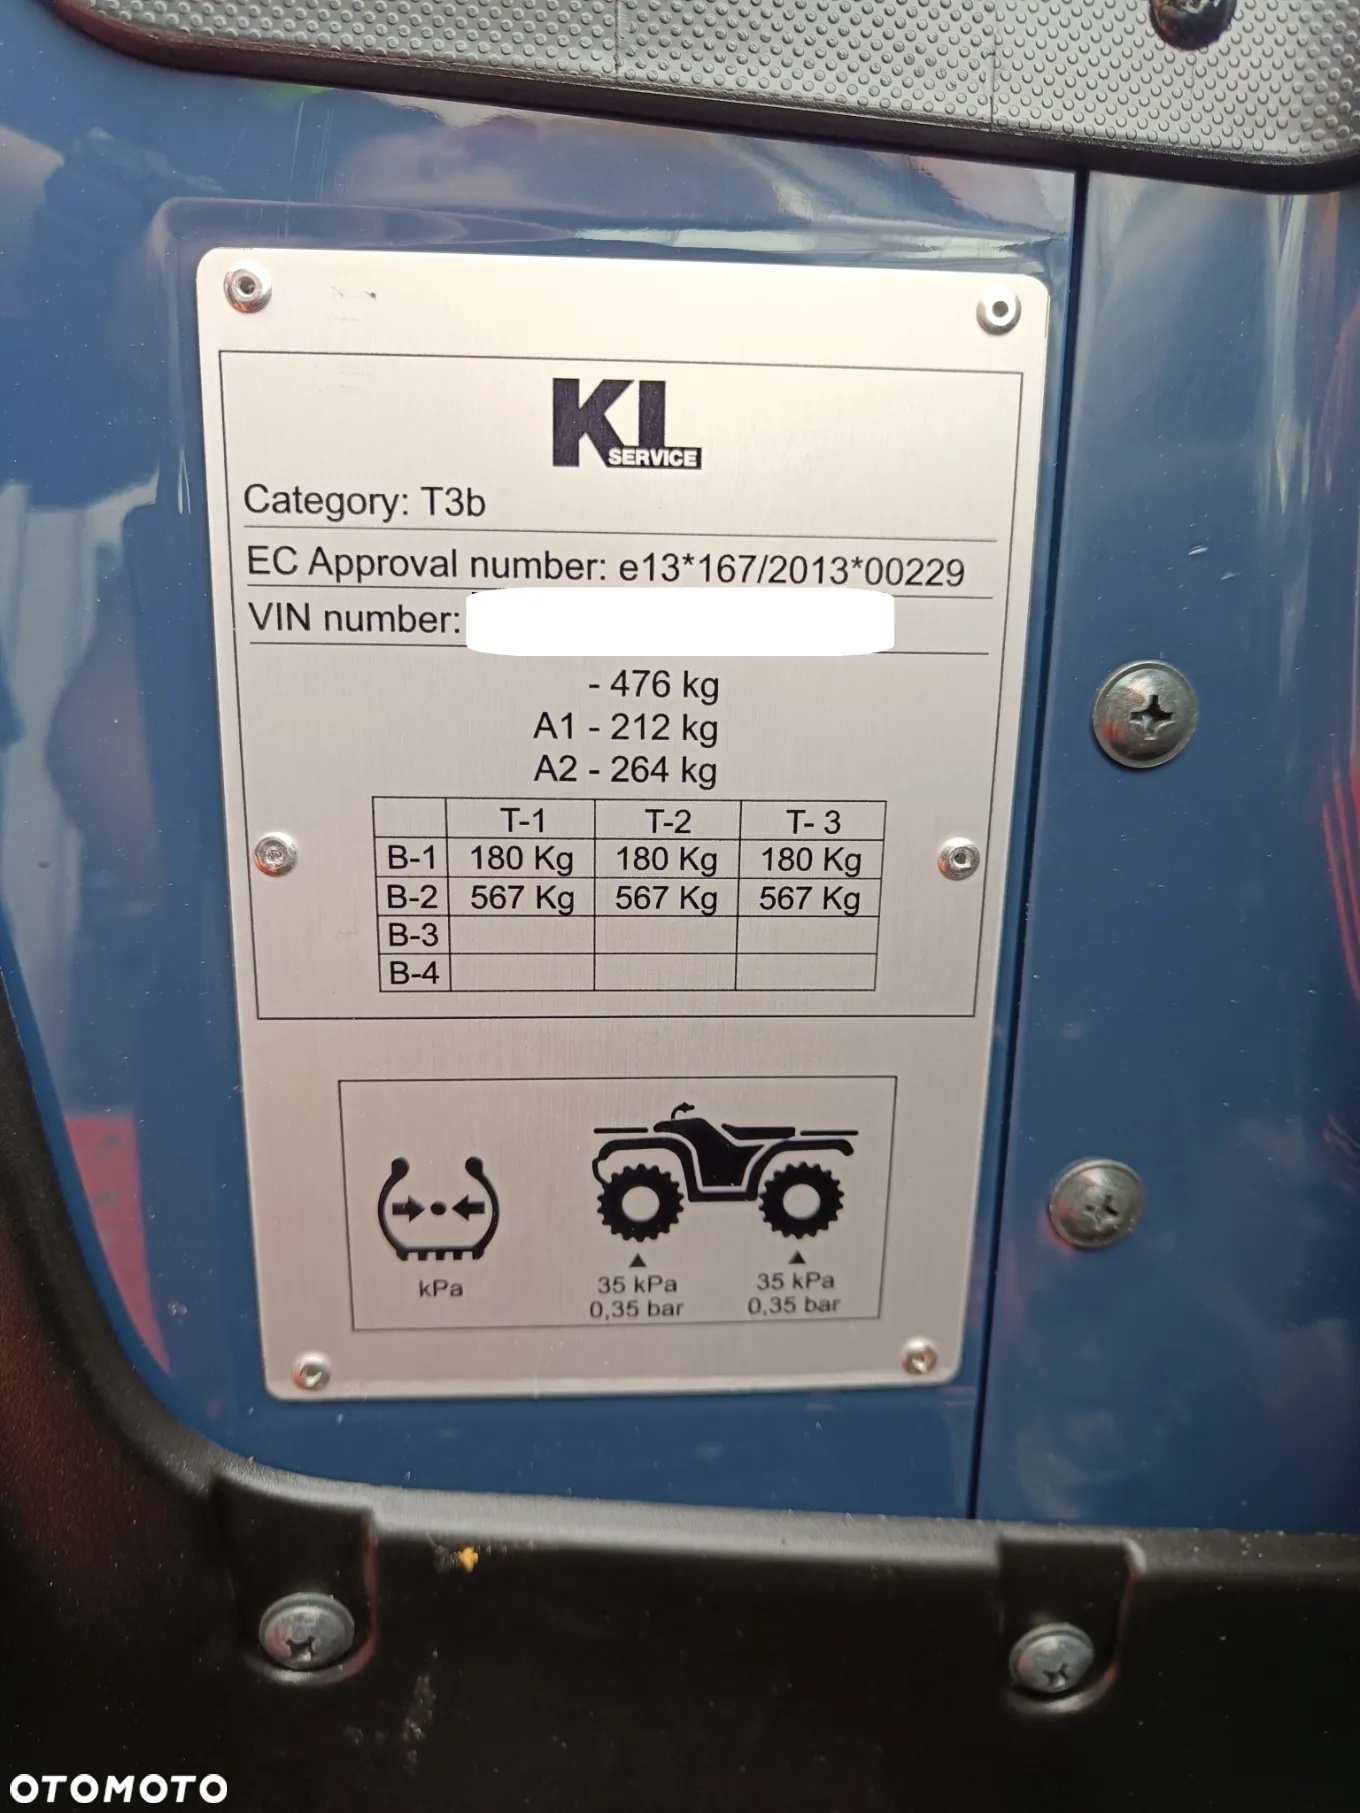 KL
SERVICE
Category: T3b
EC Approval number: e13*167/2013*00229
VIN number:
- 476 kg
A1 - 212 kg
A2 - 264 kg
T-1 T-2 T- 3
B-1 180 Kg 180 Kg 180 Kg
B-2 567 Kg 567 Kg 567 Kg
B-3
B-4
kPa
35 kPa 35 kPa
0,35 bar 0,35 bar
OTOMOTO